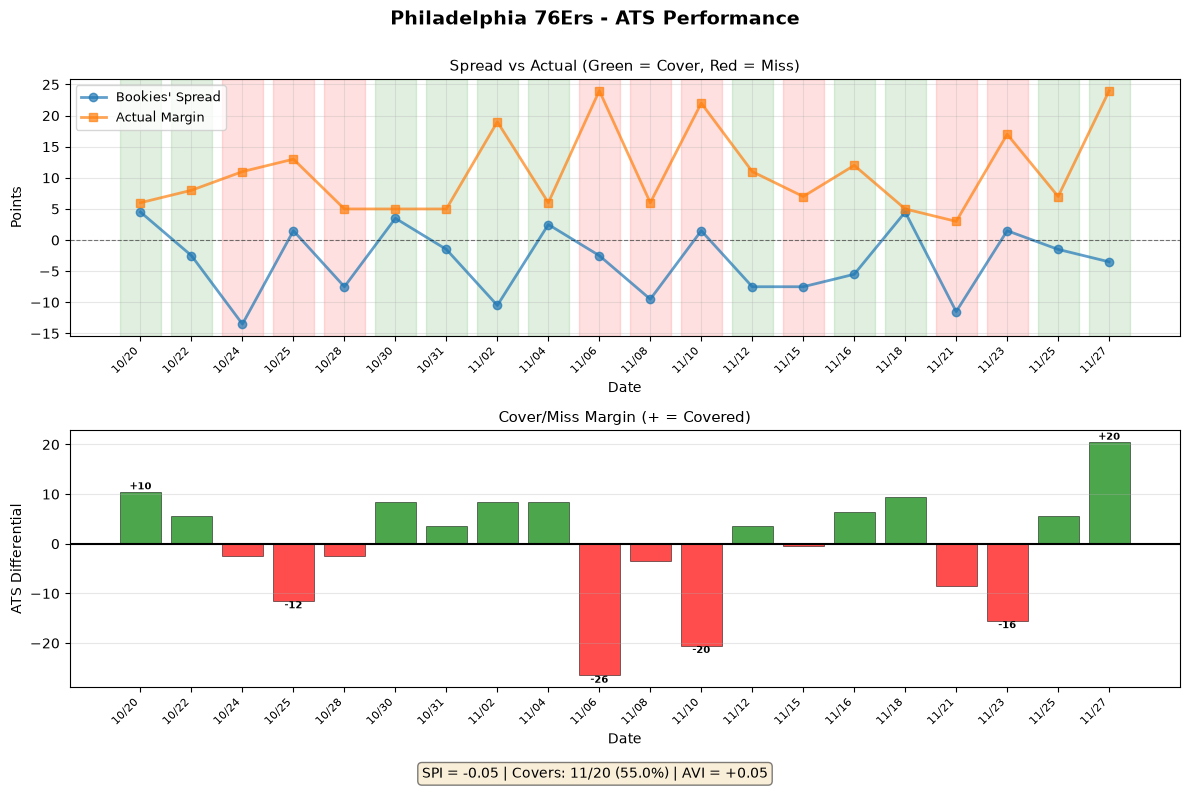 Philadelphia 76Ers - ATS Performance
Spread vs Actual (Green = Cover, Red = Miss)
Bookies' Spread
Actual Margin
Points
25
20
15
10
5
0
−5
−10
−15
10/20 10/22 10/24 10/25 10/28 10/30 10/31 11/02 11/04 11/06 11/08 11/10 11/12 11/15 11/16 11/18 11/21 11/23 11/25 11/27
Date
Cover/Miss Margin (+ = Covered)
ATS Differential
20
10
0
−10
−20
+10
-12
-26
-20
-16
+20
10/20 10/22 10/24 10/25 10/28 10/30 10/31 11/02 11/04 11/06 11/08 11/10 11/12 11/15 11/16 11/18 11/21 11/23 11/25 11/27
Date
SPI = -0.05 | Covers: 11/20 (55.0%) | AVI = +0.05